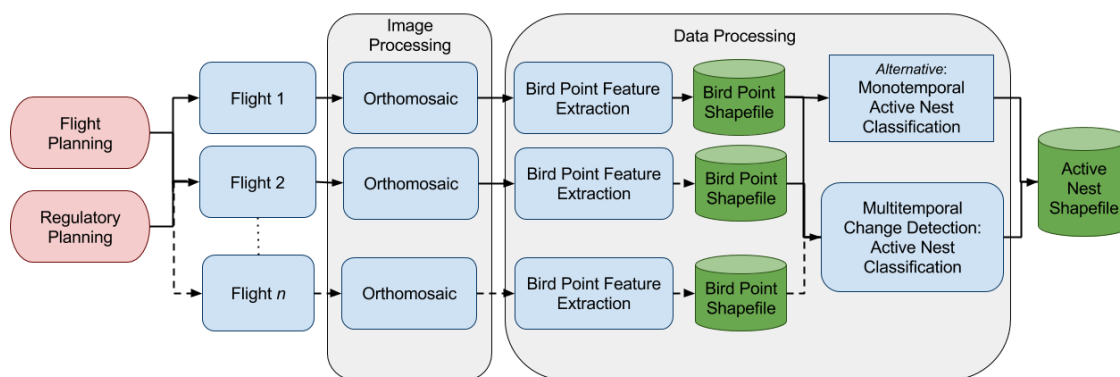 Image
Processing
Data Processing
Flight
Planning
Regulatory
Planning
Flight 1
Orthomosaic
Bird Point Feature
Extraction
Bird Point
Shapefile
Alternative:
Monotemporal
Active Nest
Classification
Flight 2
Orthomosaic
Bird Point Feature
Extraction
Bird Point
Shapefile
Multitemporal
Change Detection:
Active Nest
Classification
Flight n
Orthomosaic
Bird Point Feature
Extraction
Bird Point
Shapefile
Active
Nest
Shapefile